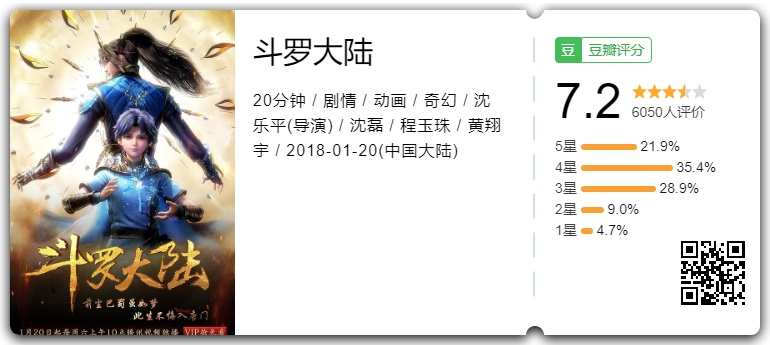 斗罗大陆
前尘巴蜀虽如梦
此生不悔入唐门
1月20日起每周六上午10点腾讯视频独播 VIP抢先看
斗罗大陆
20分钟 / 剧情 / 动画 / 奇幻 / 沈
乐平(导演) / 沈磊 / 程玉珠 / 黄翔
宇 / 2018-01-20(中国大陆)
豆 豆瓣评分
7.2
6050人评价
5星 21.9%
4星 35.4%
3星 28.9%
2星 9.0%
1星 4.7%